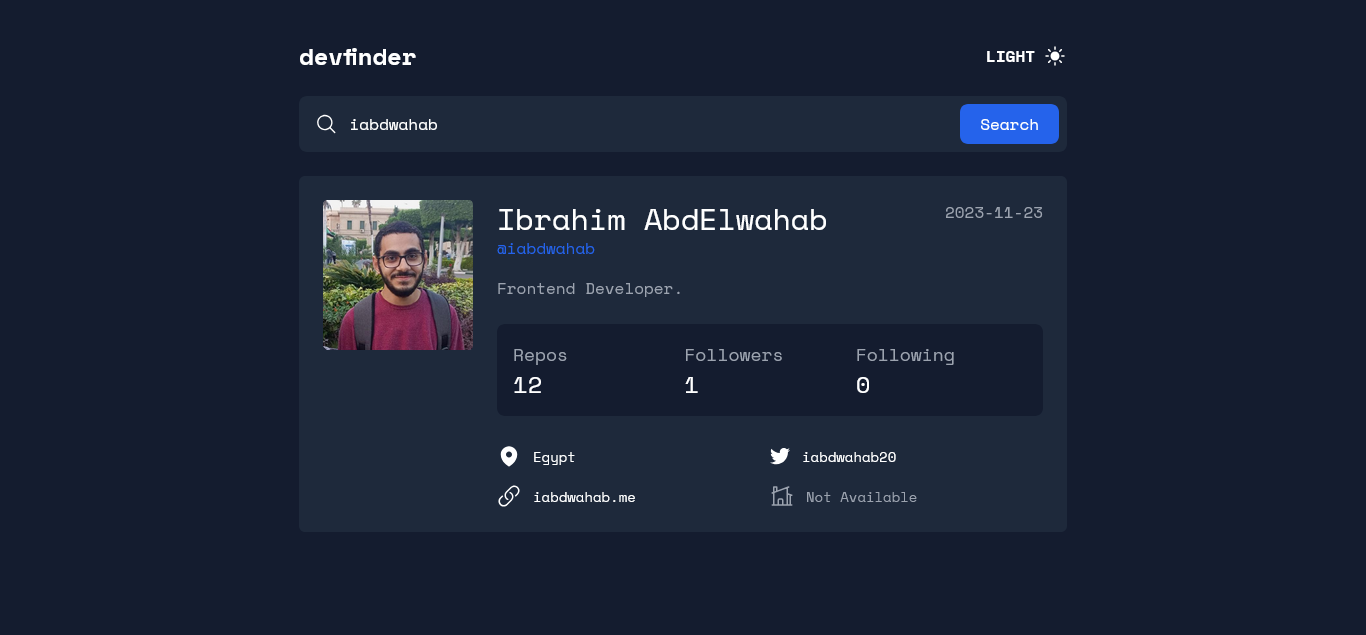 devfinder
LIGHT
iabdwahab
Search
Ibrahim AbdElwahab
2023-11-23
@iabdwahab
Frontend Developer.
Repos Followers Following
12 1 0
Egypt
iabdwahab20
iabdwahab.me
Not Available